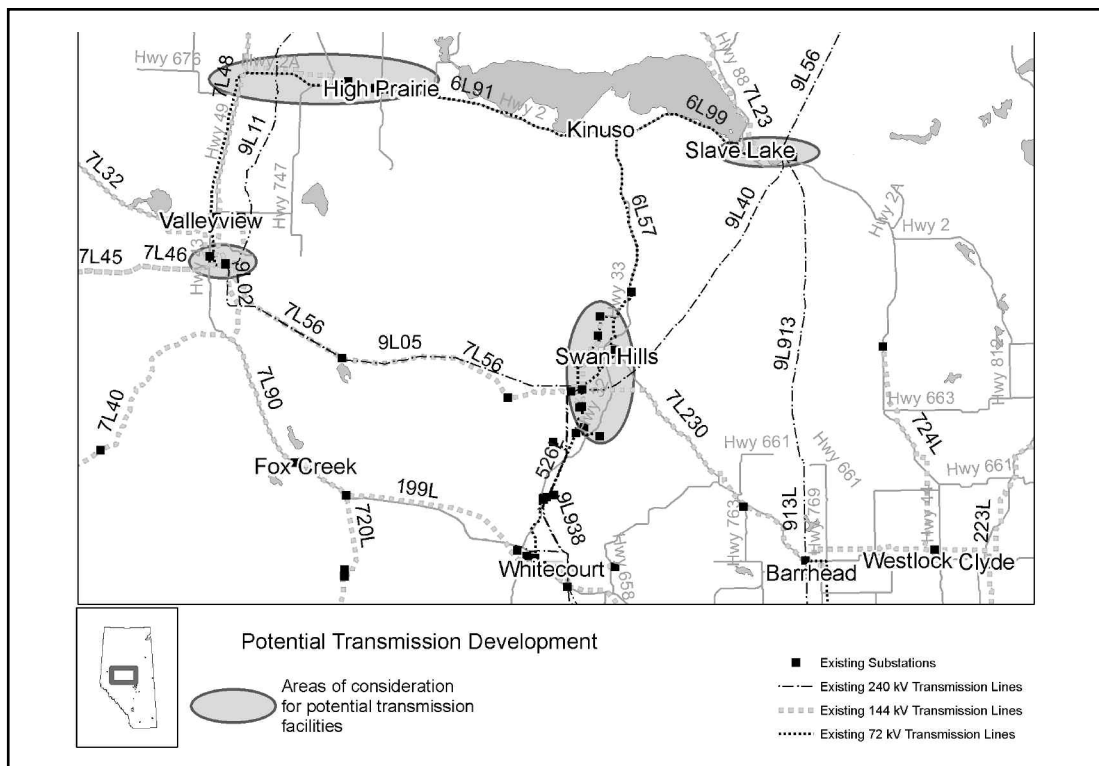 Hwy 676
7L48
Hwy 2A
High Prairie
6L91
Hwy 2
Hwy 88
7L23
9L56
6L99
Kinuso
Slave Lake
Hwy 49
9L11
7L32
Hwy 747
Valleyview
9L40
6L57
Hwy 2A
Hwy 2
7L45
7L46
9L02
Hwy 33
7L56
9L05
7L56
Swan Hills
9L913
Hwy 812
7L40
7L90
7L230
Hwy 663
724L
Hwy 661
Hwy 661
Hwy 661
Fox Creek
526L
199L
720L
9L938
Hwy 763
913L
Hwy 769
223L
Whitecourt
Hwy 658
Barrhead
Westlock
Clyde
Potential Transmission Development
Areas of consideration
for potential transmission
facilities
Existing Substations
Existing 240 kV Transmission Lines
Existing 144 kV Transmission Lines
Existing 72 kV Transmission Lines